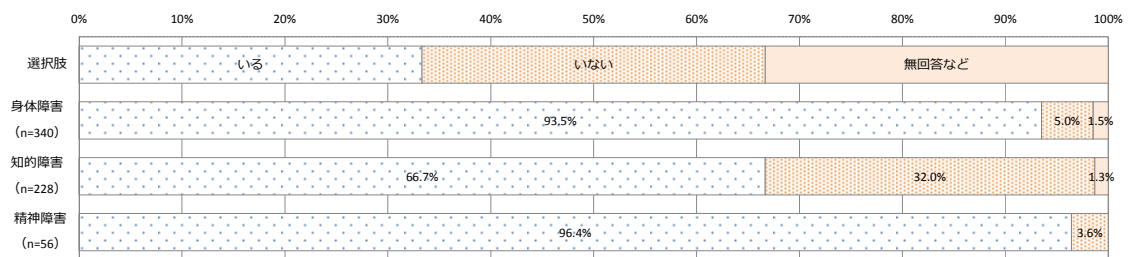 0% 10% 20% 30% 40% 50% 60% 70% 80% 90% 100%
選択肢 いる いない 無回答など
身体障害
（n=340）
93.5% 5.0% 1.5%
知的障害
（n=228）
66.7% 32.0% 1.3%
精神障害
（n=56）
96.4% 3.6%